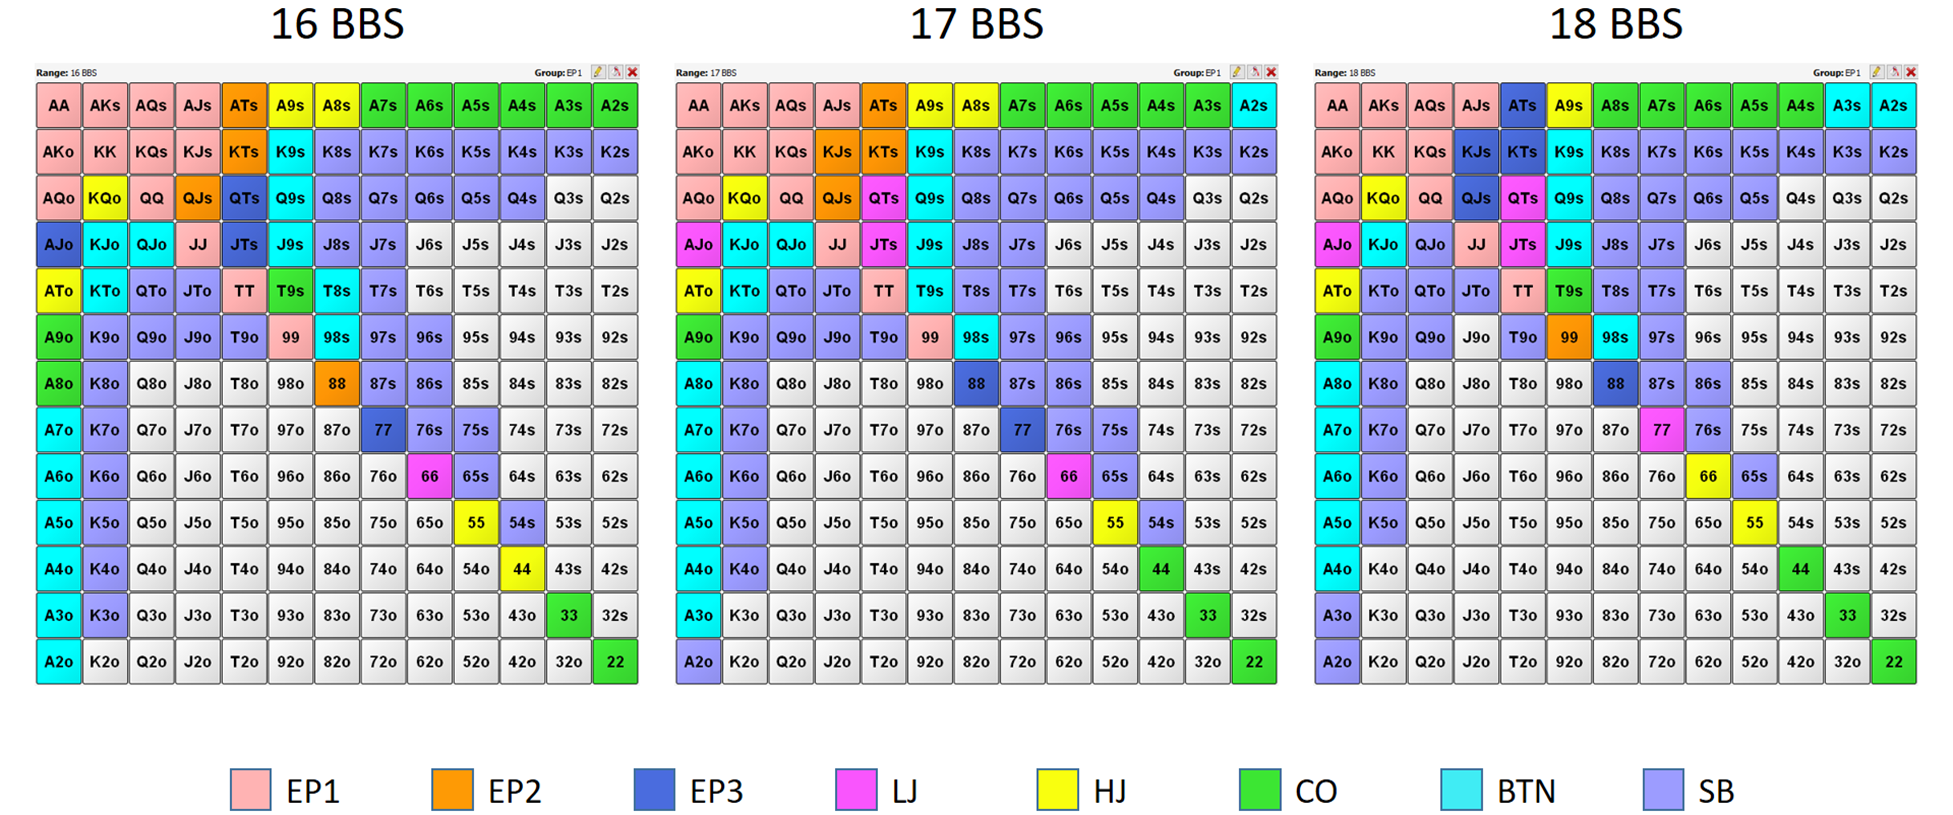 16 BBS 17 BBS 18 BBS
Range: 16 BBS Group: EP1 Range: 17 BBS Group: EP1 Range: 18 BBS Group: EP1
AA AKs AQs AJs ATs A9s A8s A7s A6s A5s A4s A3s A2s AA AKs AQs AJs ATs A9s A8s A7s A6s A5s A4s A3s A2s AA AKs AQs AJs ATs A9s A8s A7s A6s A5s A4s A3s A2s
AKo KK KQs KJs KTs K9s K8s K7s K6s K5s K4s K3s K2s AKo KK KQs KJs KTs K9s K8s K7s K6s K5s K4s K3s K2s AKo KK KQs KJs KTs K9s K8s K7s K6s K5s K4s K3s K2s
AQo KQo QQ QJs QTs Q9s Q8s Q7s Q6s Q5s Q4s Q3s Q2s AQo KQo QQ QJs QTs Q9s Q8s Q7s Q6s Q5s Q4s Q3s Q2s AQo KQo QQ QJs QTs Q9s Q8s Q7s Q6s Q5s Q4s Q3s Q2s
AJo KJo QJo JJ JTs J9s J8s J7s J6s J5s J4s J3s J2s AJo KJo QJo JJ JTs J9s J8s J7s J6s J5s J4s J3s J2s AJo KJo QJo JJ JTs J9s J8s J7s J6s J5s J4s J3s J2s
ATo KTo QTo JTo TT T9s T8s T7s T6s T5s T4s T3s T2s ATo KTo QTo JTo TT T9s T8s T7s T6s T5s T4s T3s T2s ATo KTo QTo JTo TT T9s T8s T7s T6s T5s T4s T3s T2s
A9o K9o Q9o J9o T9o 99 98s 97s 96s 95s 94s 93s 92s A9o K9o Q9o J9o T9o 99 98s 97s 96s 95s 94s 93s 92s A9o K9o Q9o J9o T9o 99 98s 97s 96s 95s 94s 93s 92s
A8o K8o Q8o J8o T8o 98o 88 87s 86s 85s 84s 83s 82s A8o K8o Q8o J8o T8o 98o 88 87s 86s 85s 84s 83s 82s A8o K8o Q8o J8o T8o 98o 88 87s 86s 85s 84s 83s 82s
A7o K7o Q7o J7o T7o 97o 87o 77 76s 75s 74s 73s 72s A7o K7o Q7o J7o T7o 97o 87o 77 76s 75s 74s 73s 72s A7o K7o Q7o J7o T7o 97o 87o 77 76s 75s 74s 73s 72s
A6o K6o Q6o J6o T6o 96o 86o 76o 66 65s 64s 63s 62s A6o K6o Q6o J6o T6o 96o 86o 76o 66 65s 64s 63s 62s A6o K6o Q6o J6o T6o 96o 86o 76o 66 65s 64s 63s 62s
A5o K5o Q5o J5o T5o 95o 85o 75o 65o 55 54s 53s 52s A5o K5o Q5o J5o T5o 95o 85o 75o 65o 55 54s 53s 52s A5o K5o Q5o J5o T5o 95o 85o 75o 65o 55 54s 53s 52s
A4o K4o Q4o J4o T4o 94o 84o 74o 64o 54o 44 43s 42s A4o K4o Q4o J4o T4o 94o 84o 74o 64o 54o 44 43s 42s A4o K4o Q4o J4o T4o 94o 84o 74o 64o 54o 44 43s 42s
A3o K3o Q3o J3o T3o 93o 83o 73o 63o 53o 43o 33 32s A3o K3o Q3o J3o T3o 93o 83o 73o 63o 53o 43o 33 32s A3o K3o Q3o J3o T3o 93o 83o 73o 63o 53o 43o 33 32s
A2o K2o Q2o J2o T2o 92o 82o 72o 62o 52o 42o 32o 22 A2o K2o Q2o J2o T2o 92o 82o 72o 62o 52o 42o 32o 22 A2o K2o Q2o J2o T2o 92o 82o 72o 62o 52o 42o 32o 22
EP1 EP2 EP3 LJ HJ CO BTN SB